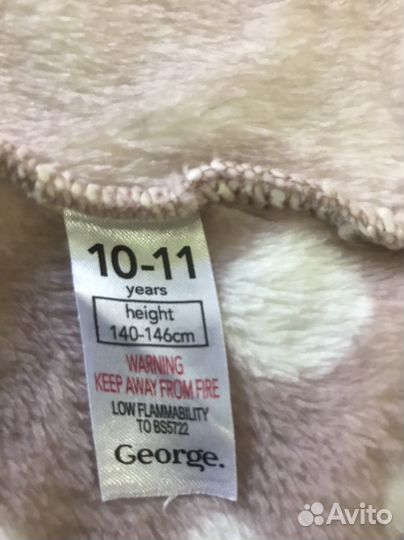 10-11
years
height
140-146cm
WARNING
KEEP AWAY FROM FIRE
LOW FLAMMABILITY
TO BS5722
George.
Avito